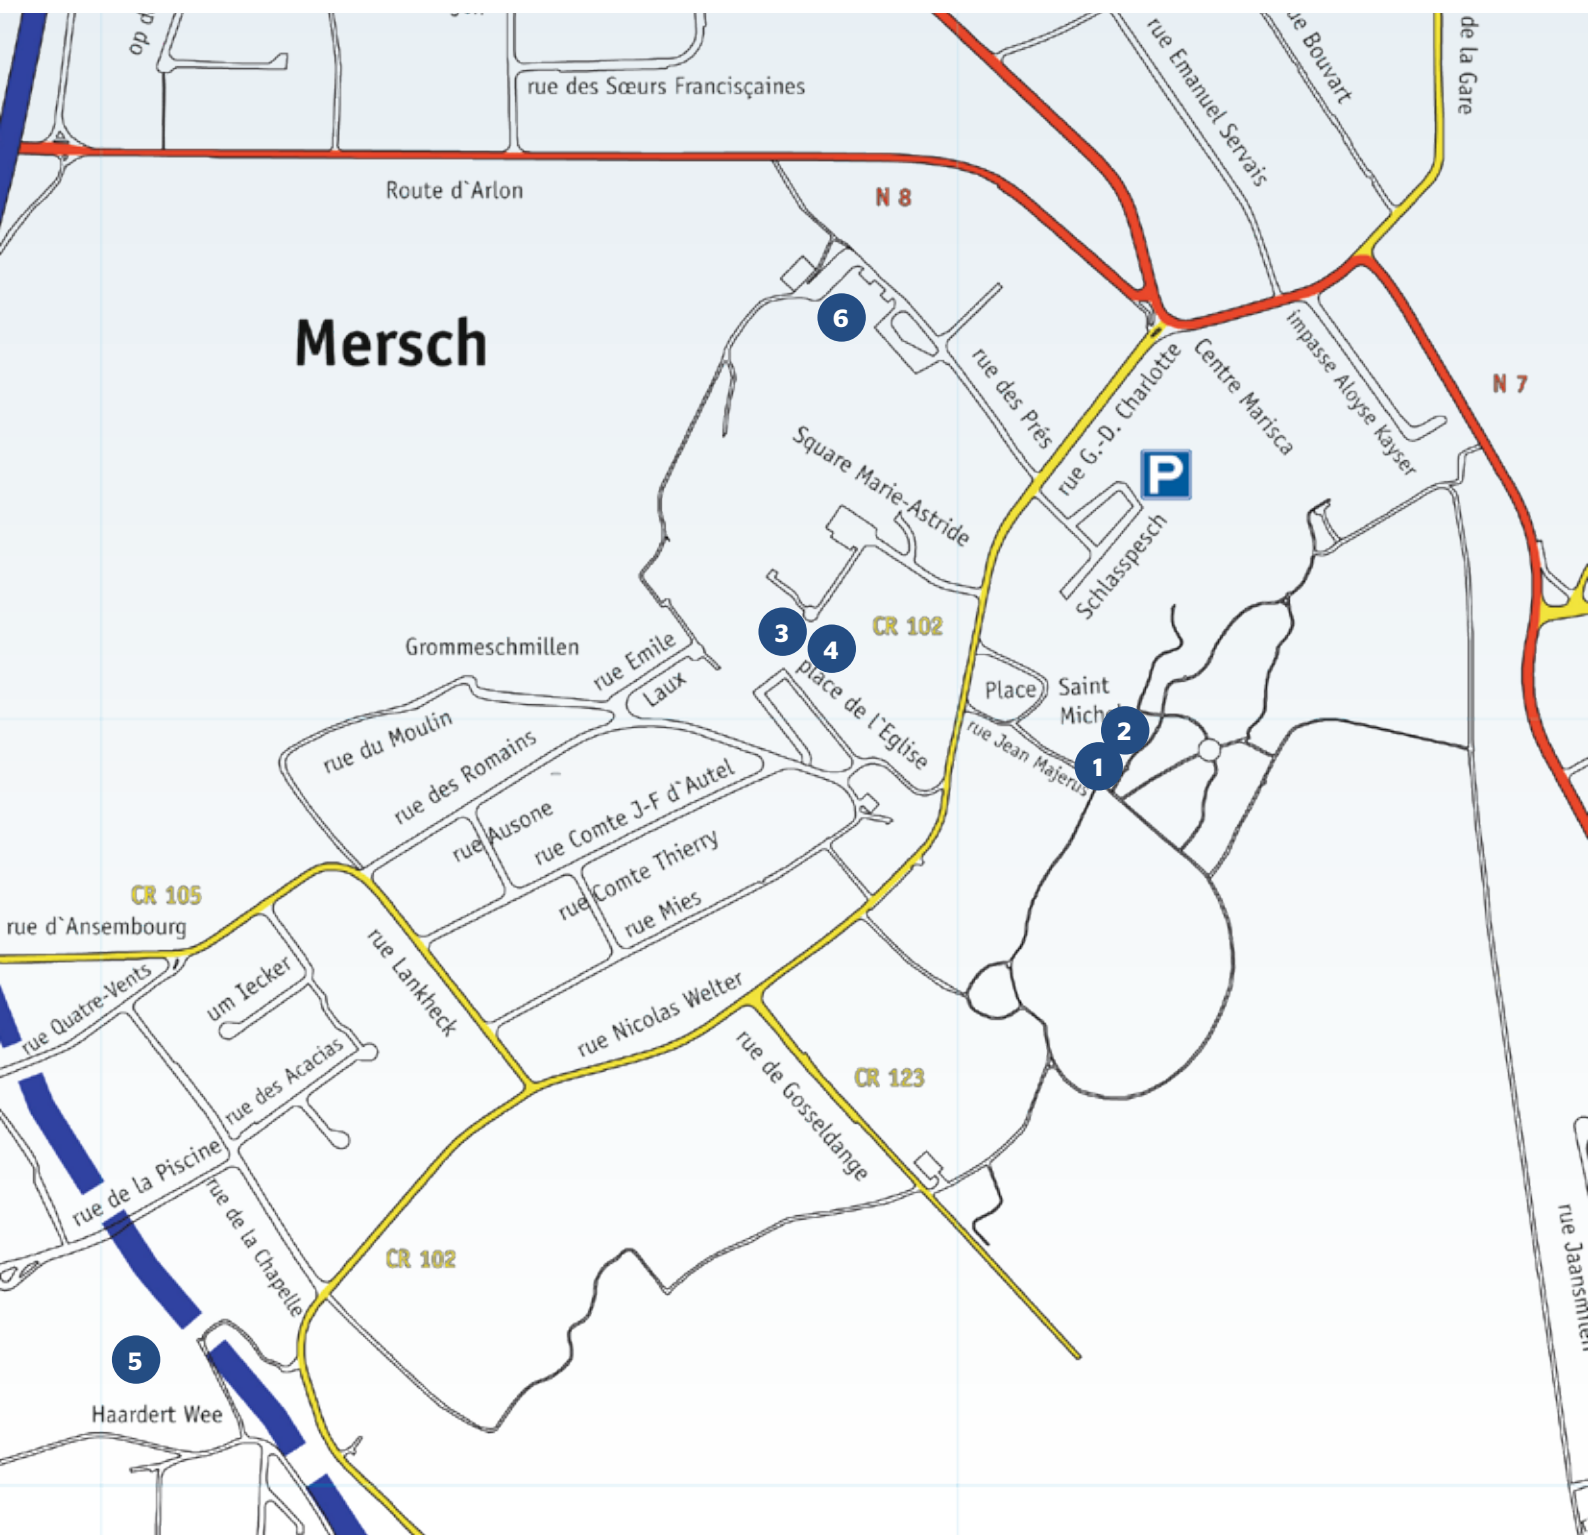 op d
rue des Sœurs Francisçaines
Route d`Arlon
N 8
rue Emanuel Servais
ue Bouvart
de la Gare
Mersch
6
rue des Prés
rue G.-D. Charlotte
Centre Marisca
impasse Aloyse Kayser
N 7
P
Square Marie-Astride
Schlasspesch
3
4
CR 102
Grommeschmillen
rue Emile
Laux
place de l`Eglise
Place
Saint
Mich
2
1
rue Jean Majerus
rue du Moulin
rue des Romains
rue Ausone
rue Comte J-F d`Autel
rue Comte Thierry
rue Mies
CR 105
rue d`Ansembourg
rue Lankheck
rue Quatre-Vents
um Iecker
rue des Acacias
rue Nicolas Welter
rue de Gosseldange
CR 123
rue de la Piscine
rue de la Chapelle
CR 102
5
Haardert Wee
rue Jaansmillen